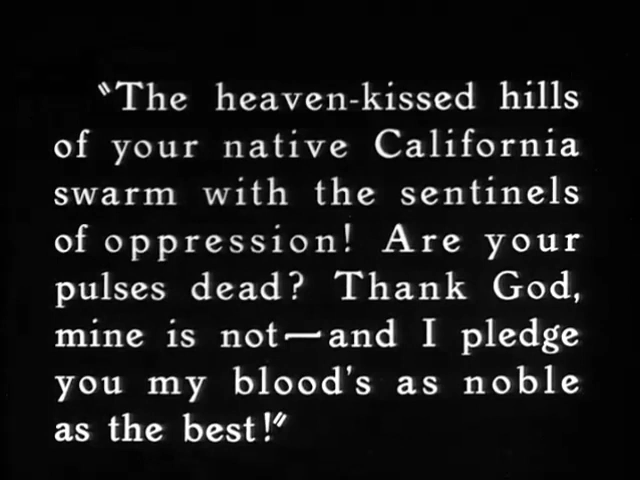 "The heaven-kissed hills
of your native California
swarm with the sentinels
of oppression! Are your
pulses dead? Thank God,
mine is not—and I pledge
you my blood's as noble
as the best!"